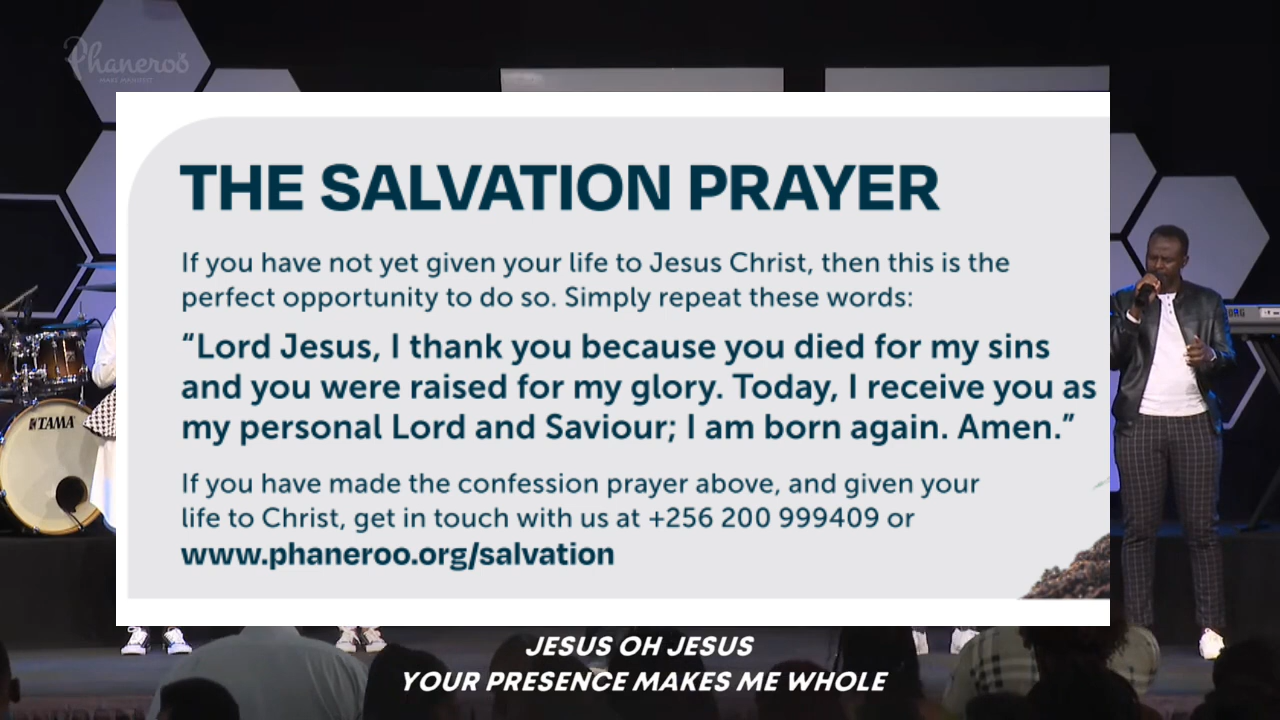 Phaneroo
MAKE MANIFEST
THE SALVATION PRAYER
If you have not yet given your life to Jesus Christ, then this is the
perfect opportunity to do so. Simply repeat these words:
“Lord Jesus, I thank you because you died for my sins
and you were raised for my glory. Today, I receive you as
my personal Lord and Saviour; I am born again. Amen.”
If you have made the confession prayer above, and given your
life to Christ, get in touch with us at +256 200 999409 or
www.phaneroo.org/salvation
TAMA
ORG
JESUS OH JESUS
YOUR PRESENCE MAKES ME WHOLE